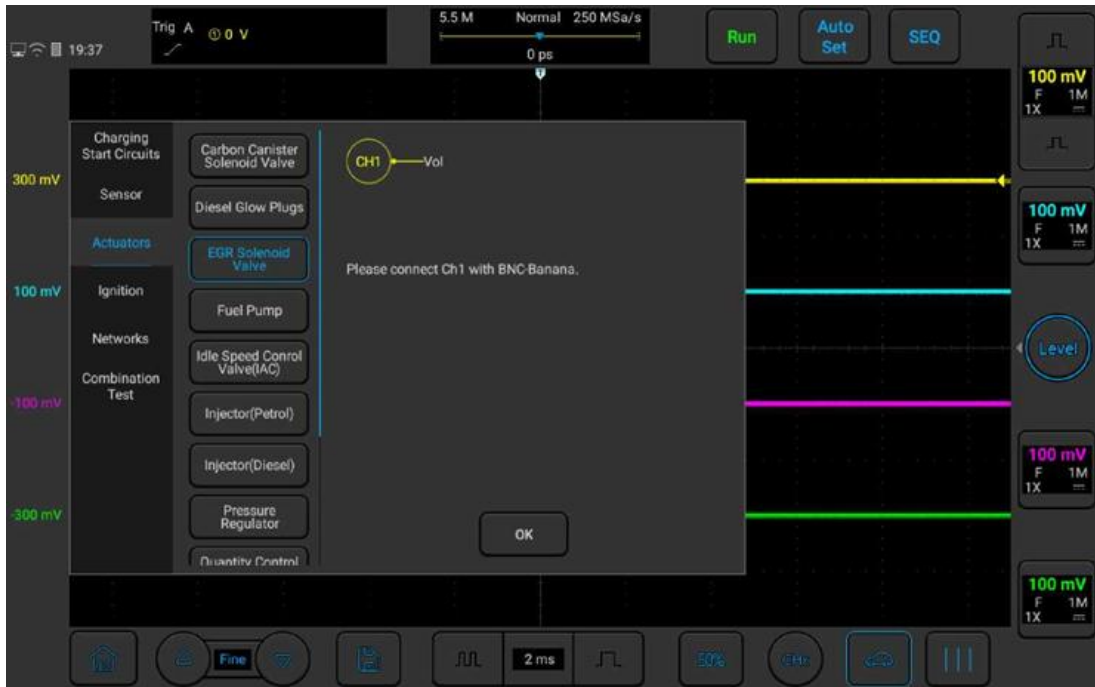 19:37
Trig A ① 0 V
5.5 M Normal 250 MSa/s
0 ps
T
Run
Auto
Set
SEQ
100 mV
F 1M
1X
300 mV
100 mV
-100 mV
-300 mV
Charging
Start Circuits
Sensor
Actuators
Ignition
Networks
Combination
Test
Carbon Canister
Solenoid Valve
Diesel Glow Plugs
EGR Solenoid
Valve
Fuel Pump
Idle Speed Conrol
Valve(IAC)
Injector(Petrol)
Injector(Diesel)
Pressure
Regulator
Quantity Control
CH1 Vol
Please connect Ch1 with BNC-Banana.
OK
100 mV
F 1M
1X
Level
100 mV
F 1M
1X
100 mV
F 1M
1X
Fine
2 ms
50%